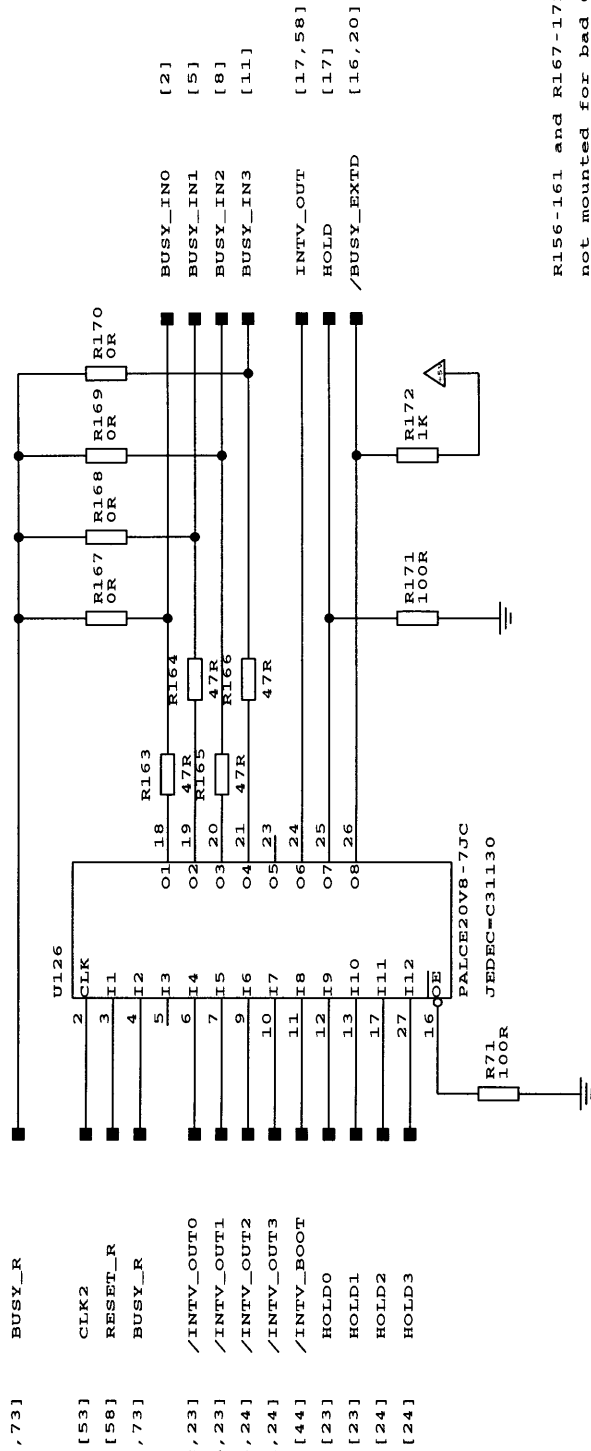 ,73] BUSY_R
R167 R168 R169 R170
0R 0R 0R 0R
U126
[53] CLK2 2 CLK
[58] RESET_R 3 I1
,73] BUSY_R 4 I2
5 I3
,23] /INTV_OUT0 6 I4
,23] /INTV_OUT1 7 I5
,24] /INTV_OUT2 9 I6
,24] /INTV_OUT3 10 I7
[44] /INTV_BOOT 11 I8
[23] HOLD0 12 I9
[23] HOLD1 13 I10
[24] HOLD2 17 I11
[24] HOLD3 27 I12
16 OE
O1 18 R163 47R BUSY_IN0 [2]
O2 19 R164 47R BUSY_IN1 [5]
O3 20 R165 47R BUSY_IN2 [8]
O4 21 R166 47R BUSY_IN3 [11]
O5 23
O6 24 INTV_OUT [17,58]
O7 25 HOLD [17]
O8 26 /BUSY_EXTD [16,20]
PALCE20V8-7JC
JEDEC=C31130
R71
100R
R171
100R
R172
1K
R156-161 and R167-17
not mounted for bad